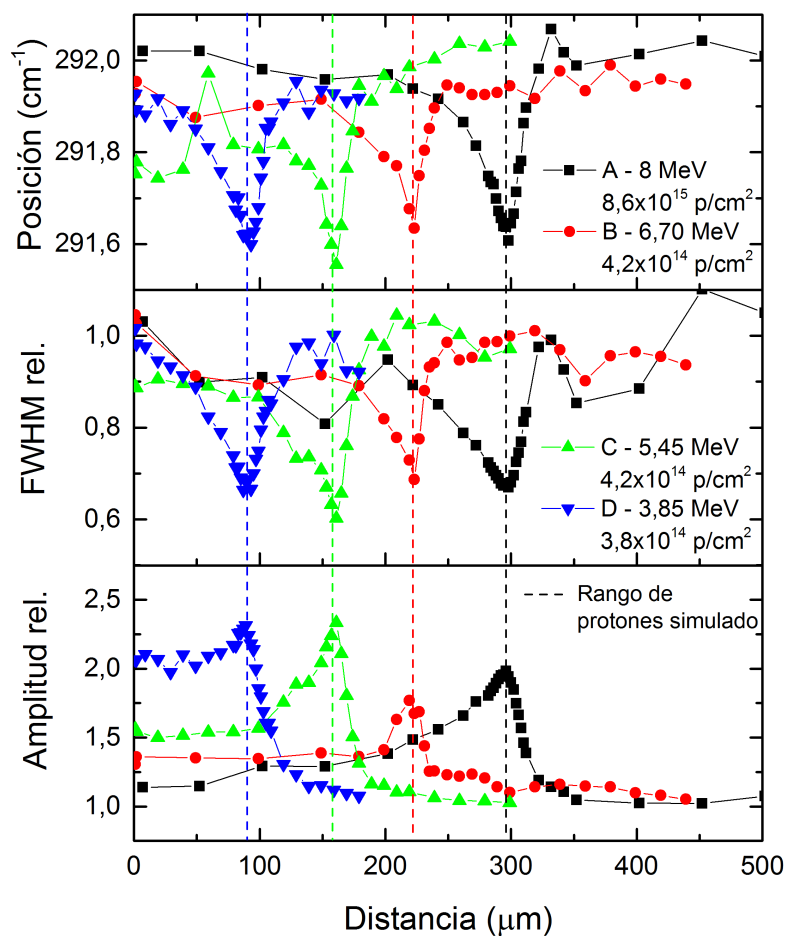 Posición (cm⁻¹)
292,0
291,8
291,6
A - 8 MeV
8,6x10¹⁵ p/cm²
B - 6,70 MeV
4,2x10¹⁴ p/cm²
FWHM rel.
1,0
0,8
0,6
C - 5,45 MeV
4,2x10¹⁴ p/cm²
D - 3,85 MeV
3,8x10¹⁴ p/cm²
Amplitud rel.
2,5
2,0
1,5
1,0
Rango de
protones simulado
0 100 200 300 400 500
Distancia (μm)